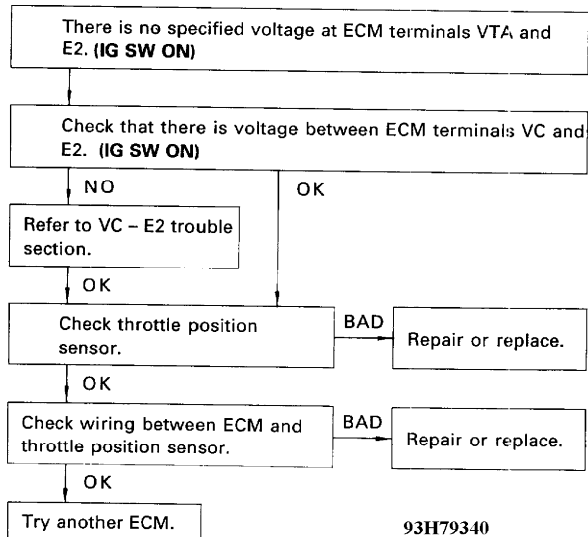 There is no specified voltage at ECM terminals VTA and
E2. (IG SW ON)
Check that there is voltage between ECM terminals VC and
E2. (IG SW ON)
NO
OK
Refer to VC – E2 trouble
section.
OK
Check throttle position
sensor.
BAD
Repair or replace.
OK
Check wiring between ECM and
throttle position sensor.
BAD
Repair or replace.
OK
Try another ECM.
93H79340